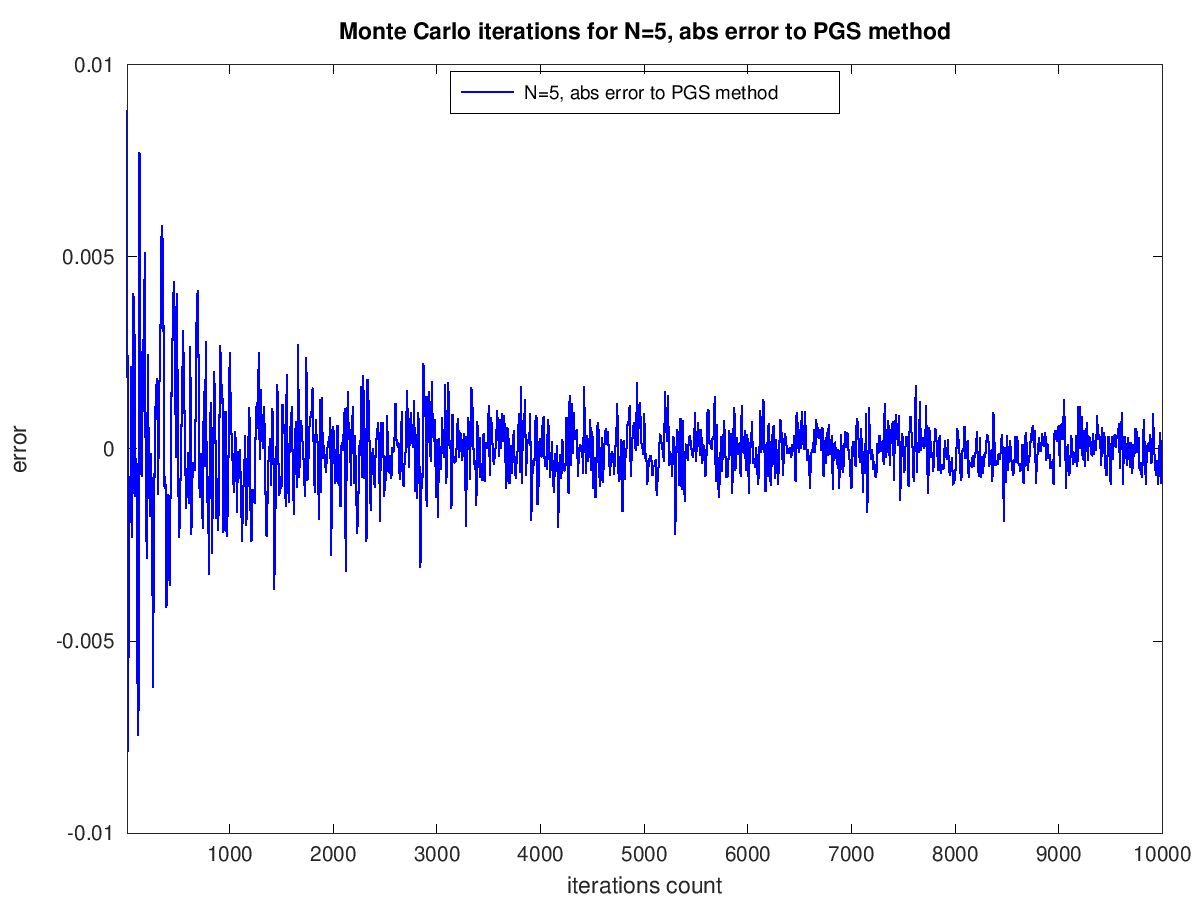 Monte Carlo iterations for N=5, abs error to PGS method
N=5, abs error to PGS method
0.01
0.005
0
-0.005
-0.01
error
1000 2000 3000 4000 5000 6000 7000 8000 9000 10000
iterations count